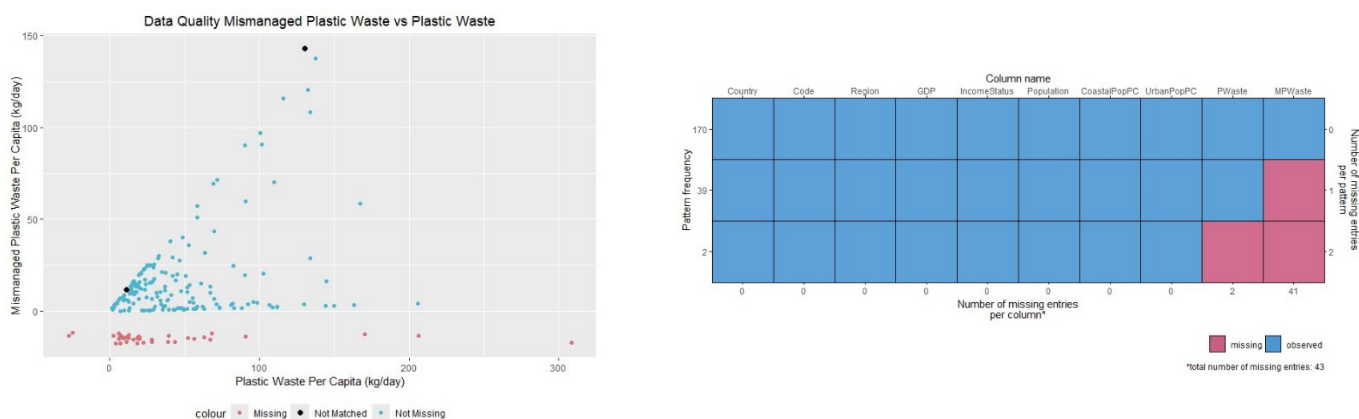 Data Quality Mismanaged Plastic Waste vs Plastic Waste
Mismanaged Plastic Waste Per Capita (kg/day)
150
100
50
0
0
100
200
300
Plastic Waste Per Capita (kg/day)
colour
Missing
Not Matched
Not Missing
Column name
Country
Code
Region
GDP
IncomeStatus
Population
CoastalPopPC
UrbanPopPC
PWaste
MPWaste
Pattern frequency
170
39
2
0
1
2
Number of missing entries
per pattern
0
0
0
0
0
0
0
0
2
41
Number of missing entries
per column*
missing
observed
*total number of missing entries: 43